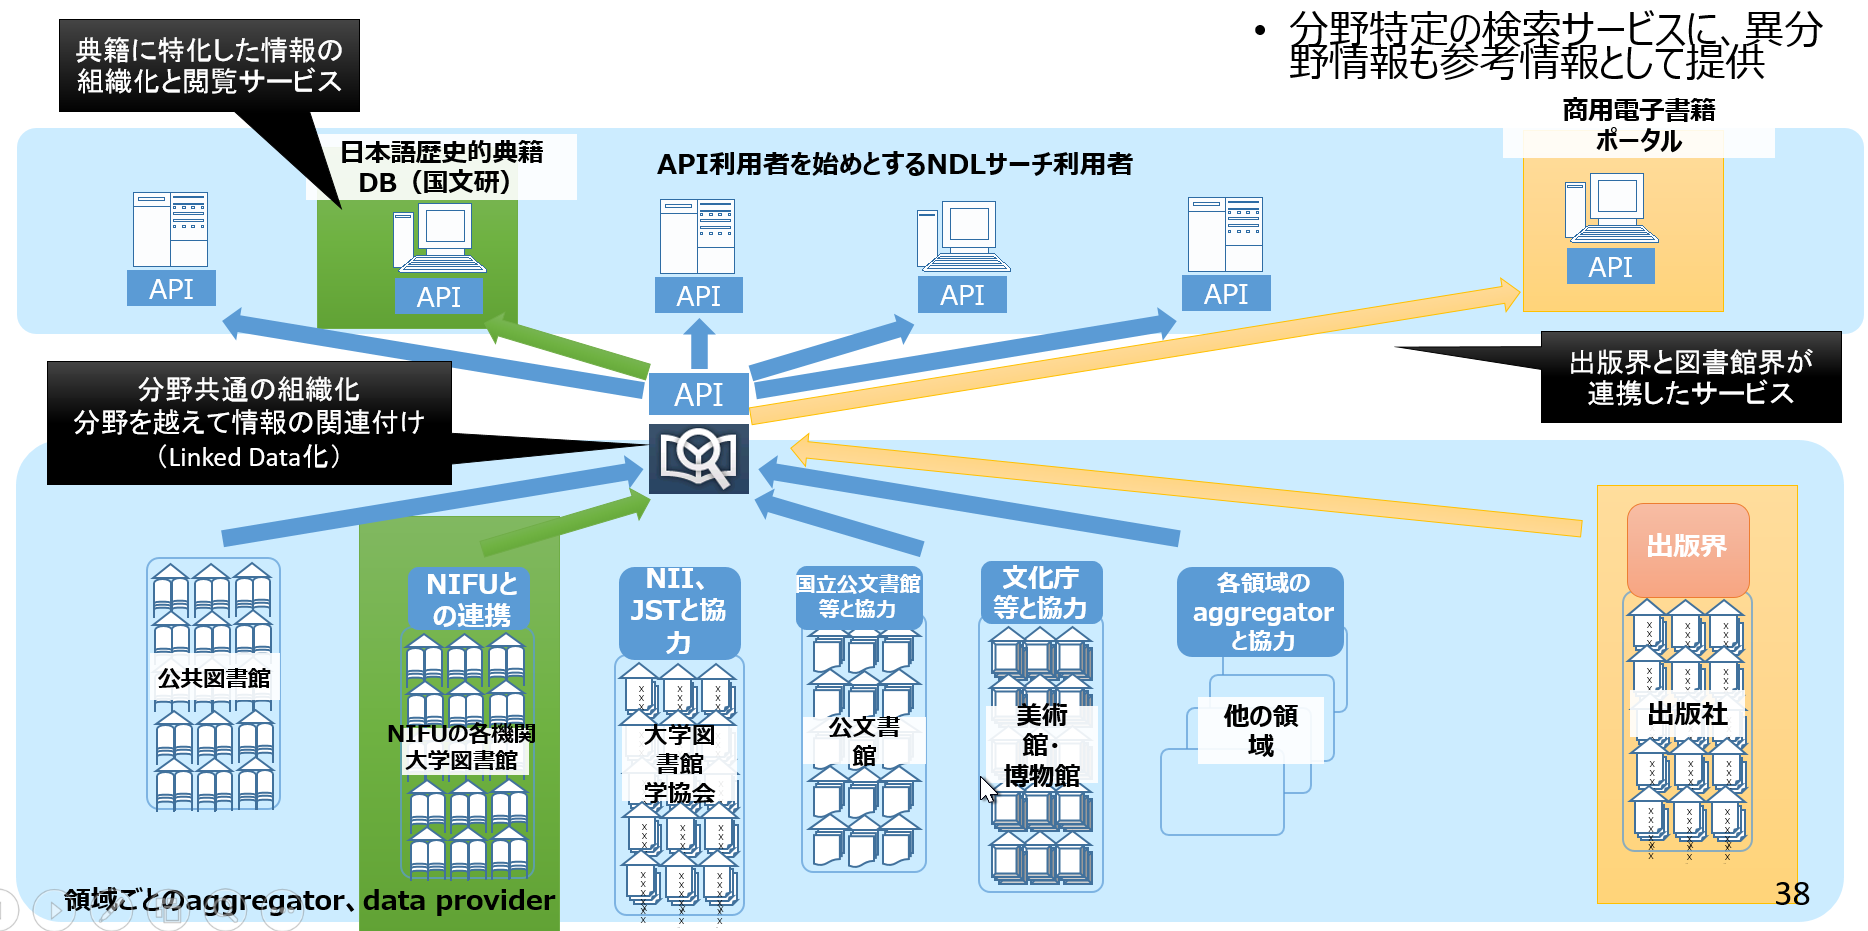 • 分野特定の検索サービスに、異分
野情報も参考情報として提供
典籍に特化した情報の
組織化と閲覧サービス
日本語歴史的典籍
DB（国文研）
API利用者を始めとするNDLサーチ利用者
商用電子書籍
ポータル
API
API
API
API
API
API
出版界と図書館界が
連携したサービス
API
分野共通の組織化
分野を越えて情報の関連付け
（Linked Data化）
公共図書館
NIFUと
の連携
NIFUの各機関
大学図書館
NII、
JSTと協
力
大学図
書館
学協会
国立公文書館
等と協力
公文書
館
文化庁
等と協力
美術
館・
博物館
各領域の
aggregator
と協力
他の領
域
出版界
出版社
領域ごとのaggregator、data provider
38